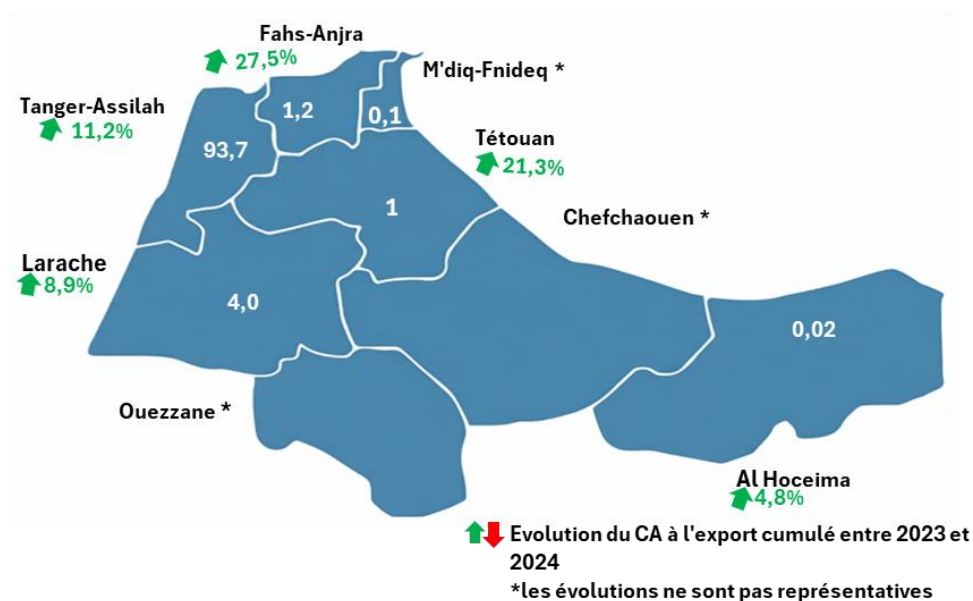 Fahs-Anjra
27,5%
M'diq-Fnideq *
Tanger-Assilah
11,2%
1,2
0,1
93,7
Tétouan
21,3%
1
Chefchaouen *
Larache
8,9%
4,0
0,02
Ouezzane *
Al Hoceima
4,8%
Evolution du CA à l'export cumulé entre 2023 et
2024
*les évolutions ne sont pas représentatives